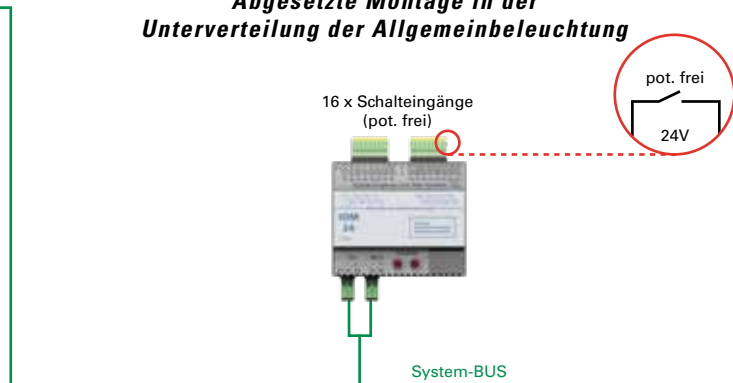 Abgesetzte Montage in der
Unterverteilung der Allgemeinbeleuchtung
pot. frei
24V
16 x Schalteingänge
(pot. frei)
System-BUS